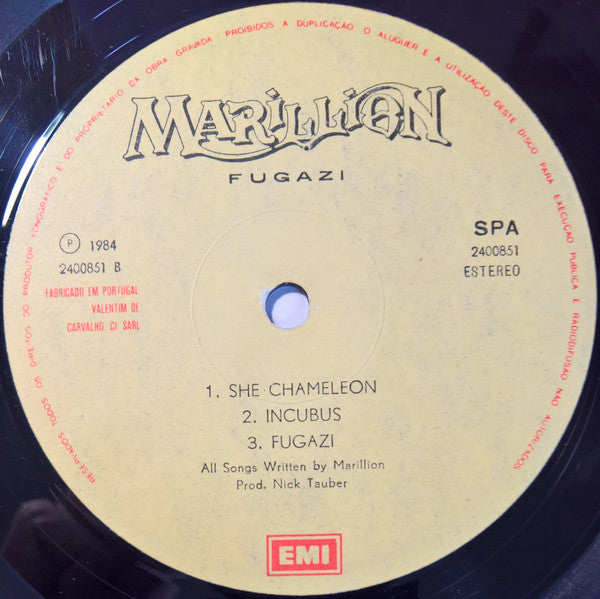 RESERVADOS TODOS OS DIREITOS DO PRODUTOR FONOGRÁFICO E DO PROPRIETÁRIO DA OBRA GRAVADA PROIBIDOS A DUPLICAÇÃO O ALUGUER E A UTILIZAÇÃO DESTE DISCO PARA EXECUÇÃO PUBLICA E RADIODIFUSÃO NÃO AUTORIZADOS
MARILLION
FUGAZI
P 1984
2400851 B
FABRICADO EM PORTUGAL
VALENTIM DE
CARVALHO CI SARL
SPA
2400851
ESTEREO
1. SHE CHAMELEON
2. INCUBUS
3. FUGAZI
All Songs Written by Marillion
Prod. Nick Tauber
EMI